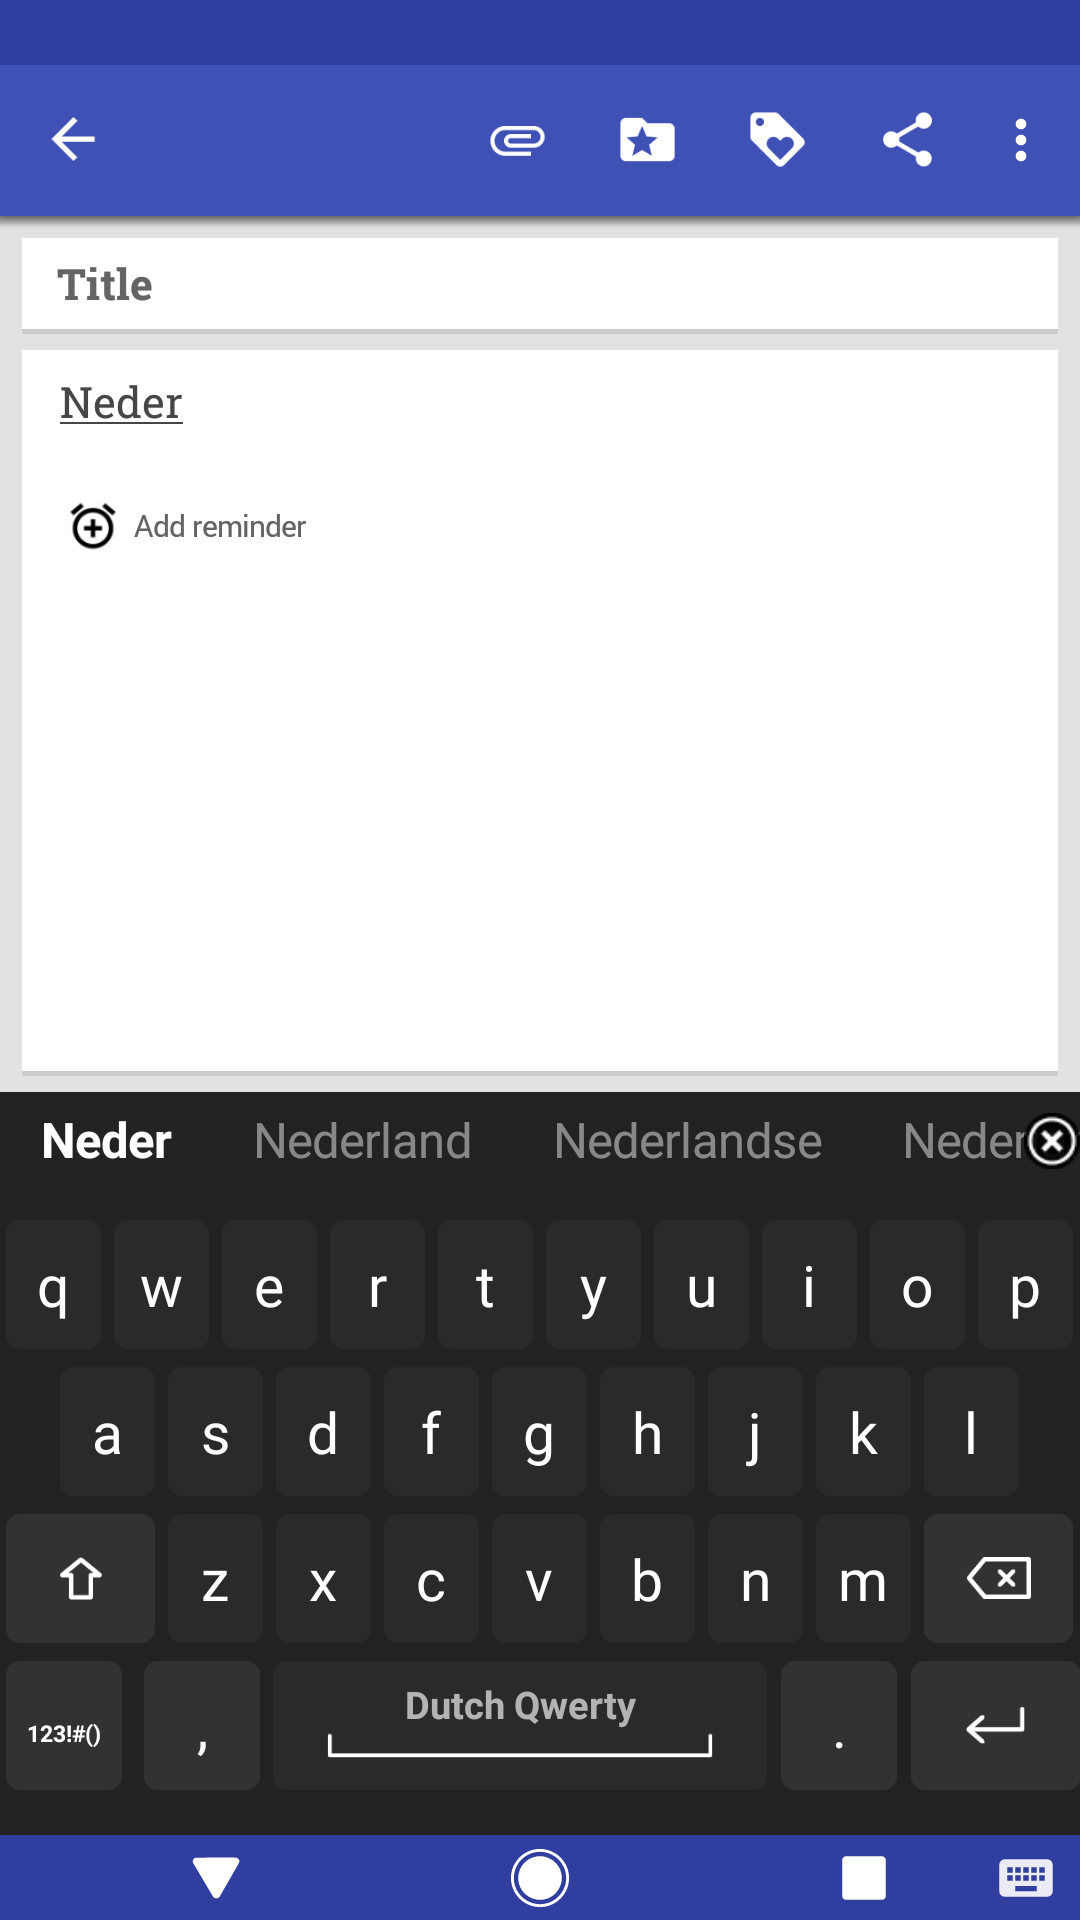 Title
Neder
Add reminder
Neder Nederland Nederlandse Neder
q w e r t y u i o p
a s d f g h j k l
z x c v b n m
123!#() , Dutch Qwerty .